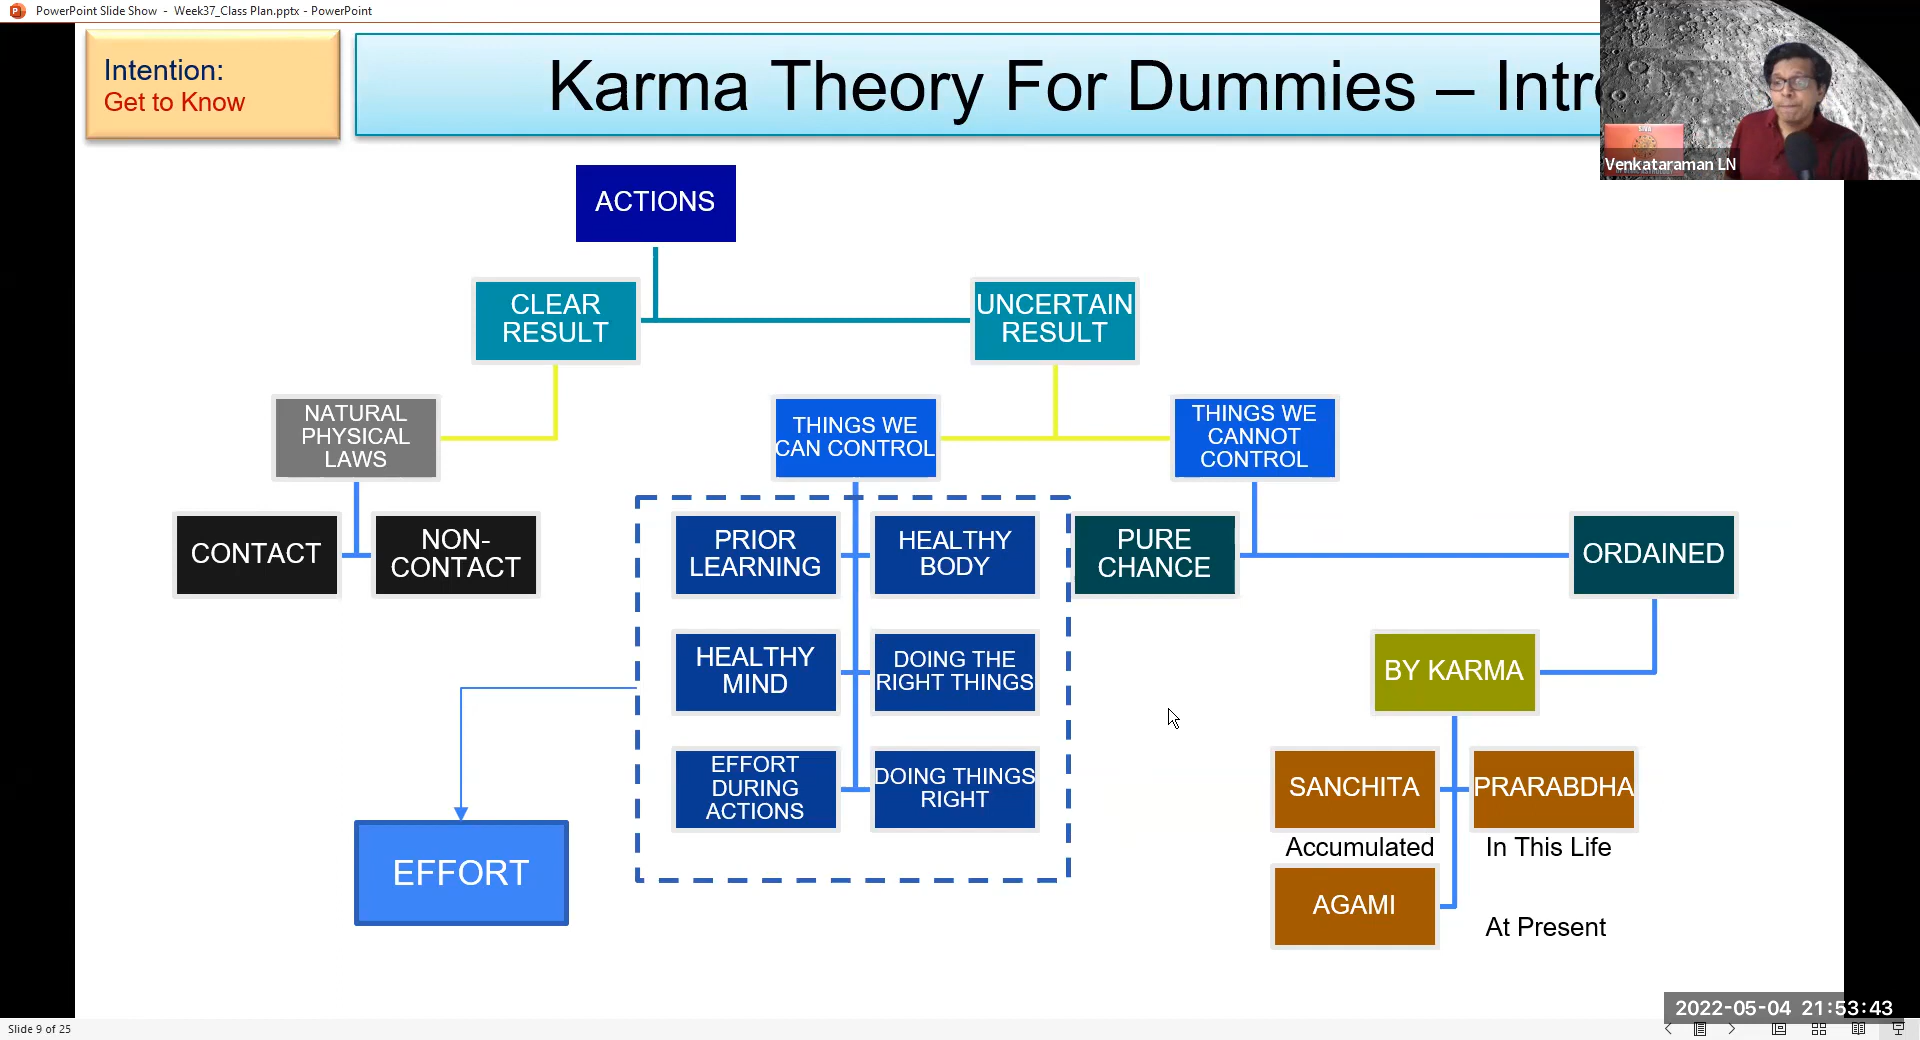 PowerPoint Slide Show - Week37_Class Plan.pptx - PowerPoint
Intention:
Get to Know
Karma Theory For Dummies – Intr
Venkataraman LN
ACTIONS
CLEAR
RESULT
UNCERTAIN
RESULT
NATURAL
PHYSICAL
LAWS
THINGS WE
CAN CONTROL
THINGS WE
CANNOT
CONTROL
CONTACT
NON-
CONTACT
PRIOR
LEARNING
HEALTHY
BODY
PURE
CHANCE
ORDAINED
HEALTHY
MIND
DOING THE
RIGHT THINGS
BY KARMA
EFFORT
DURING
ACTIONS
DOING THINGS
RIGHT
SANCHITA
PRARABDHA
Accumulated
In This Life
EFFORT
AGAMI
At Present
2022-05-04 21:53:43
Slide 9 of 25